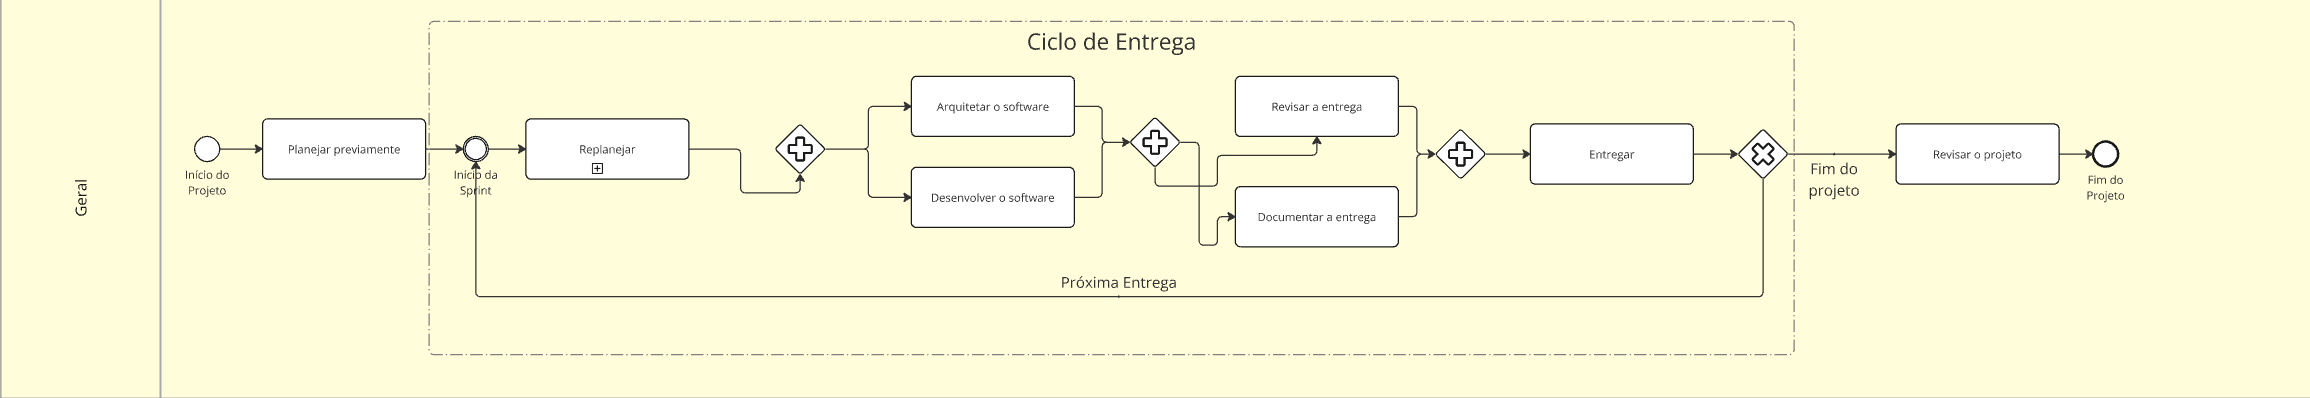 Geral
Ciclo de Entrega
Início do
Projeto
Planejar previamente
Início da
Sprint
Replanejar
Arquitetar o software
Desenvolver o software
Revisar a entrega
Documentar a entrega
Entregar
Próxima Entrega
Fim do
projeto
Revisar o projeto
Fim do
Projeto